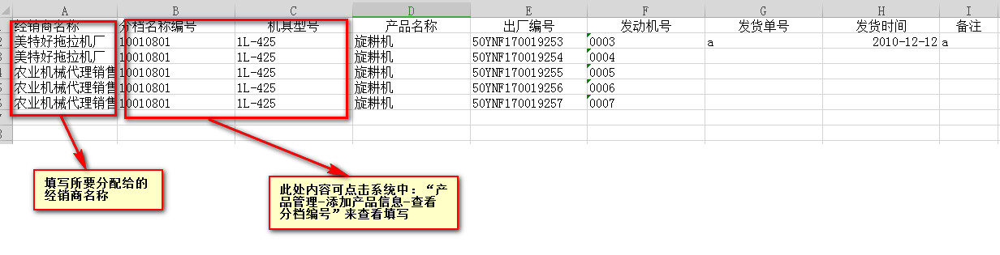 A B C D E F G H I
经销商名称 分档名称编号 机具型号 产品名称 出厂编号 发动机号 发货单号 发货时间 备注
2 美特好拖拉机厂 10010801 1L-425 旋耕机 50YNF170019253 0003 a 2010-12-12 a
3 美特好拖拉机厂 10010801 1L-425 旋耕机 50YNF170019254 0004
4 农业机械代理销售 10010801 1L-425 旋耕机 50YNF170019255 0005
5 农业机械代理销售 10010801 1L-425 旋耕机 50YNF170019256 0006
6 农业机械代理销售 10010801 1L-425 旋耕机 50YNF170019257 0007
7
8
填写所要分配给的
经销商名称
此处内容可点击系统中：“产
品管理-添加产品信息-查看
分档编号”来查看填写